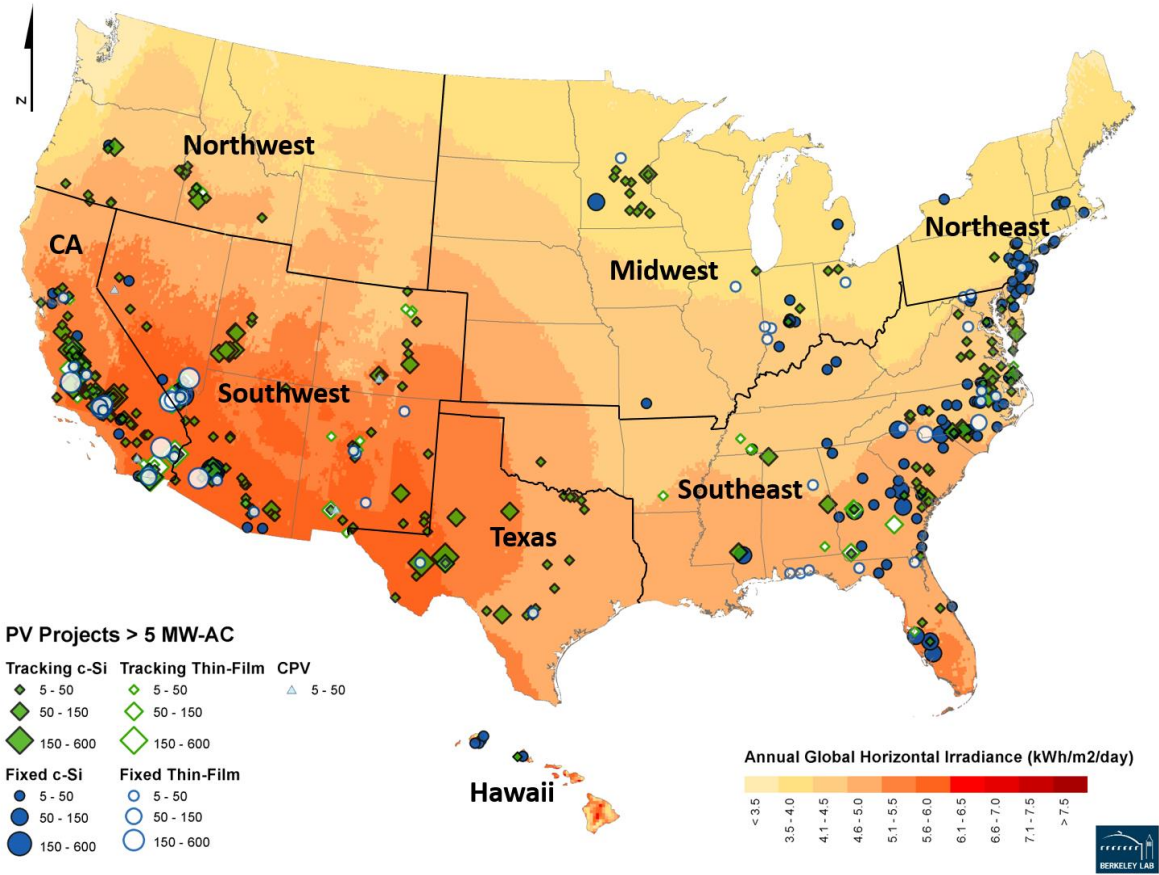 N
Northwest
CA
Northeast
Midwest
Southwest
Southeast
Texas
Hawaii
PV Projects > 5 MW-AC
Tracking c-Si Tracking Thin-Film CPV
5 - 50 5 - 50 5 - 50
50 - 150 50 - 150
150 - 600 150 - 600
Fixed c-Si Fixed Thin-Film
5 - 50 5 - 50
50 - 150 50 - 150
150 - 600 150 - 600
Annual Global Horizontal Irradiance (kWh/m2/day)
< 3.5 3.5 - 4.0 4.1 - 4.5 4.6 - 5.0 5.1 - 5.5 5.6 - 6.0 6.1 - 6.5 6.6 - 7.0 7.1 - 7.5 > 7.5
BERKELEY LAB